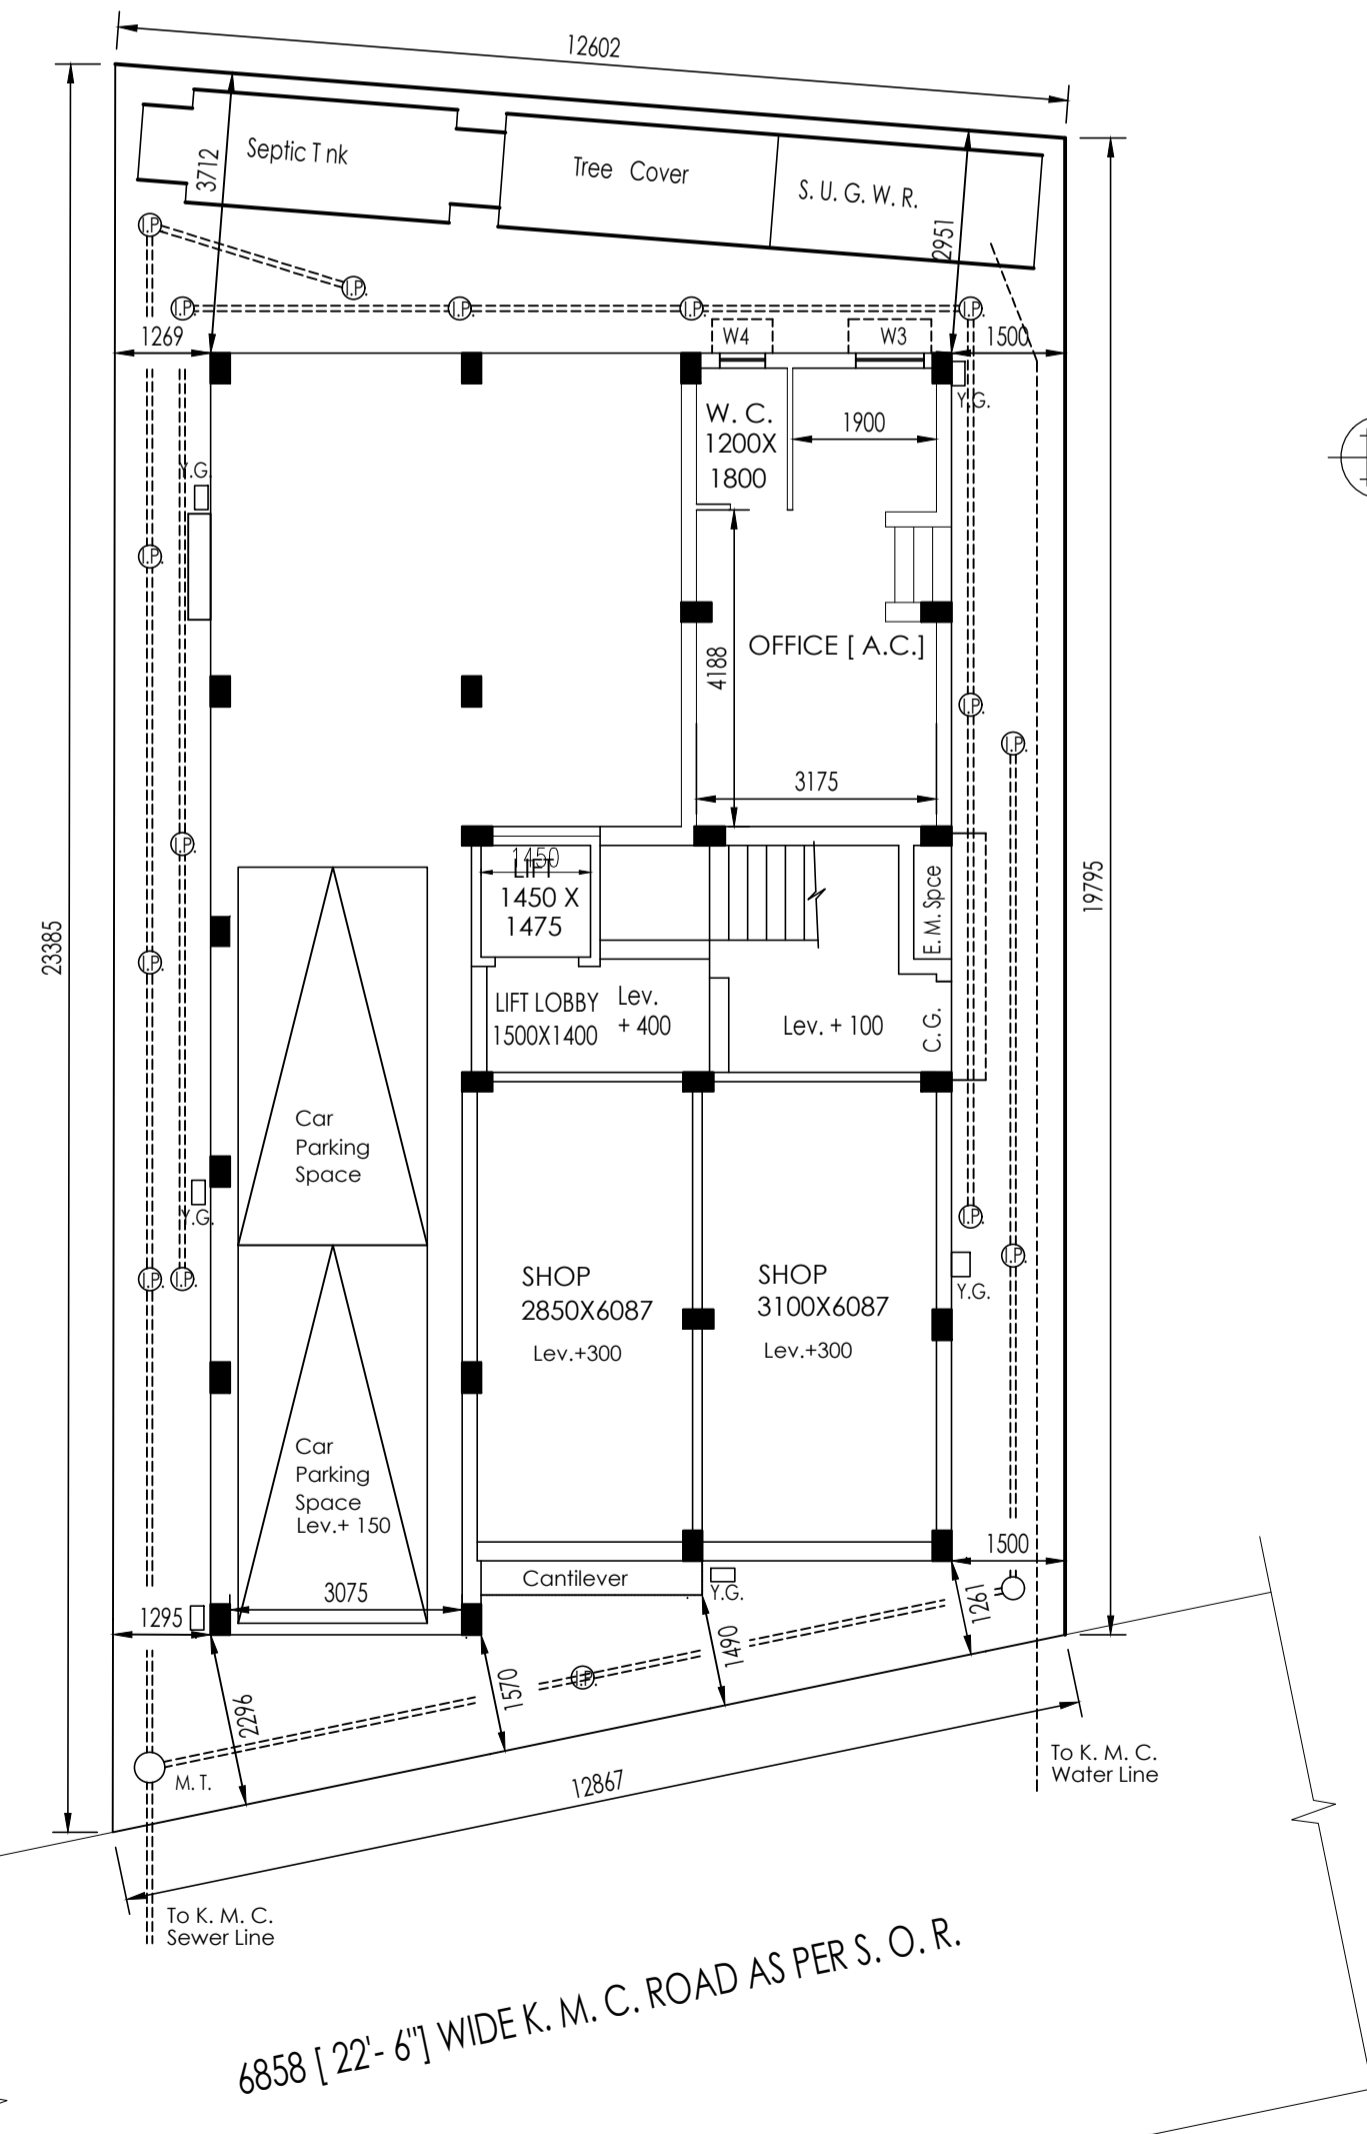 12602
Septic T nk
3712
Tree Cover
S. U. G. W. R.
2951
I.P.
I.P.
I.P.
I.P.
I.P.
I.P.
1269
W4
W3
1500
Y.G.
W. C.
1200X
1800
1900
Y.G.
I.P.
4188
OFFICE [ A.C.]
I.P.
I.P.
3175
I.P.
1450
LIFT
1450 X
1475
E.M. Spce
19795
23385
I.P.
LIFT LOBBY
1500X1400
Lev.
+ 400
Lev. + 100
C. G.
Car
Parking
Space
Y.G.
I.P.
I.P.
I.P.
I.P.
SHOP
2850X6087
Lev.+300
SHOP
3100X6087
Lev.+300
Y.G.
Car
Parking
Space
Lev.+ 150
1500
Cantilever
Y.G.
1261
3075
1295
1490
I.P.
1570
2296
M. T.
12867
To K. M. C.
Water Line
To K. M. C.
Sewer Line
6858 [ 22'- 6"] WIDE K. M. C. ROAD AS PER S. O. R.